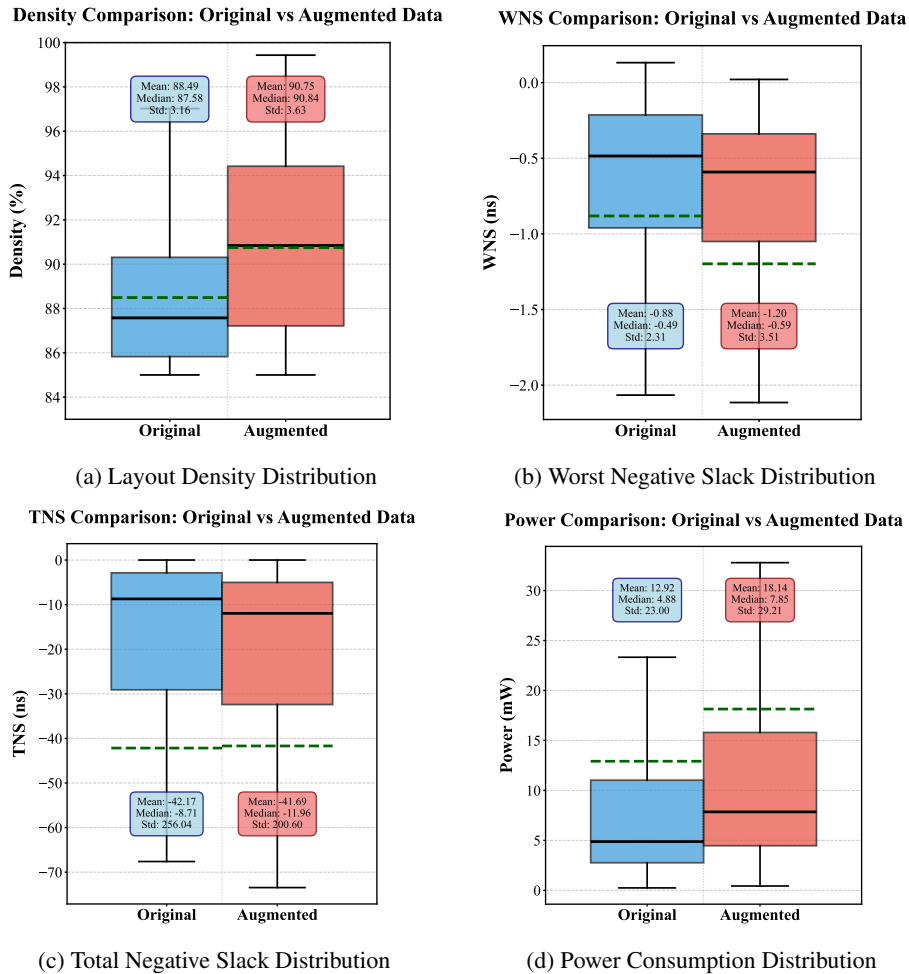 Density Comparison: Original vs Augmented Data
100
98
96
94
92
90
88
86
84
Density (%)
Mean: 88.49
Median: 87.58
Std: 3.16
Mean: 90.75
Median: 90.84
Std: 3.63
Original
Augmented
(a) Layout Density Distribution
WNS Comparison: Original vs Augmented Data
0.0
−0.5
−1.0
−1.5
−2.0
WNS (ns)
Mean: -0.88
Median: -0.49
Std: 2.31
Mean: -1.20
Median: -0.59
Std: 3.51
Original
Augmented
(b) Worst Negative Slack Distribution
TNS Comparison: Original vs Augmented Data
0
−10
−20
−30
−40
−50
−60
−70
TNS (ns)
Mean: -42.17
Median: -8.71
Std: 256.04
Mean: -41.69
Median: -11.96
Std: 200.60
Original
Augmented
(c) Total Negative Slack Distribution
Power Comparison: Original vs Augmented Data
30
25
20
15
10
5
0
Power (mW)
Mean: 12.92
Median: 4.88
Std: 23.00
Mean: 18.14
Median: 7.85
Std: 29.21
Original
Augmented
(d) Power Consumption Distribution